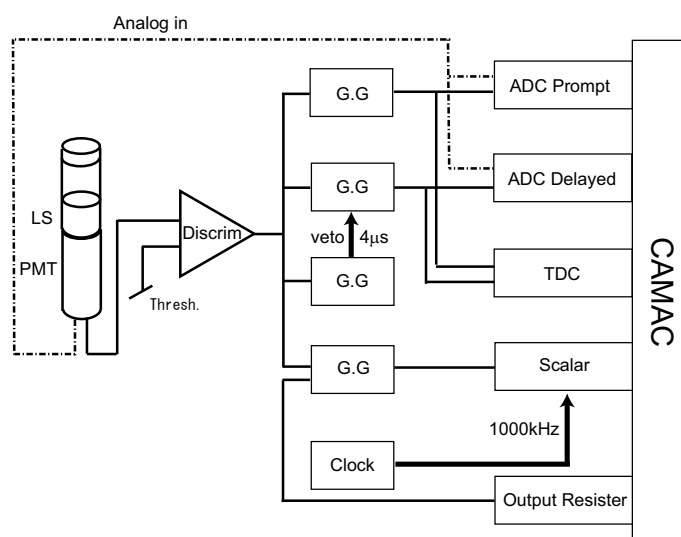 Analog in
G.G
ADC Prompt
G.G
ADC Delayed
LS
Discrim
veto 4μs
PMT
G.G
TDC
Thresh.
CAMAC
G.G
Scalar
1000kHz
Clock
Output Resister